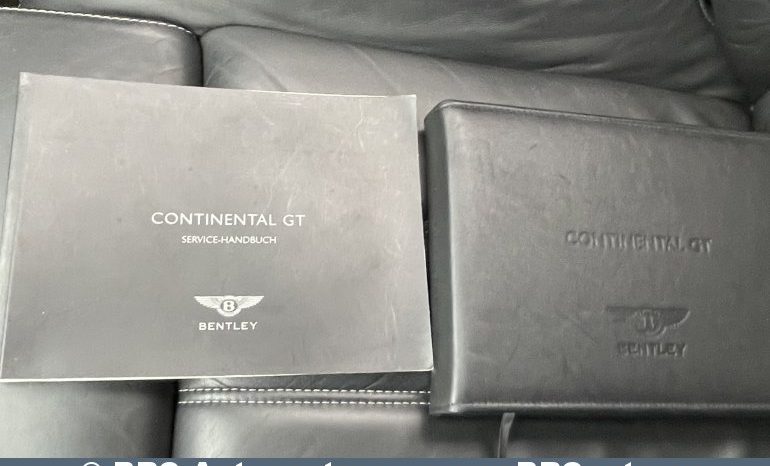 CONTINENTAL GT
SERVICE-HANDBUCH
B
BENTLEY
CONTINENTAL GT
B
BENTLEY